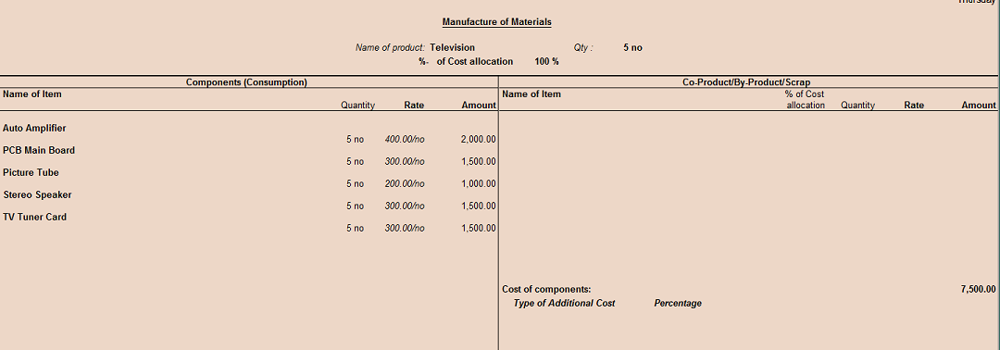 Thursday
Manufacture of Materials
Name of product: Television Qty : 5 no
%- of Cost allocation 100 %
Components (Consumption) Co-Product/By-Product/Scrap
Name of Item Quantity Rate Amount
Name of Item % of Cost allocation Quantity Rate Amount
Auto Amplifier
5 no 400.00/no 2,000.00
PCB Main Board
5 no 300.00/no 1,500.00
Picture Tube
5 no 200.00/no 1,000.00
Stereo Speaker
5 no 300.00/no 1,500.00
TV Tuner Card
5 no 300.00/no 1,500.00
Cost of components: 7,500.00
Type of Additional Cost Percentage